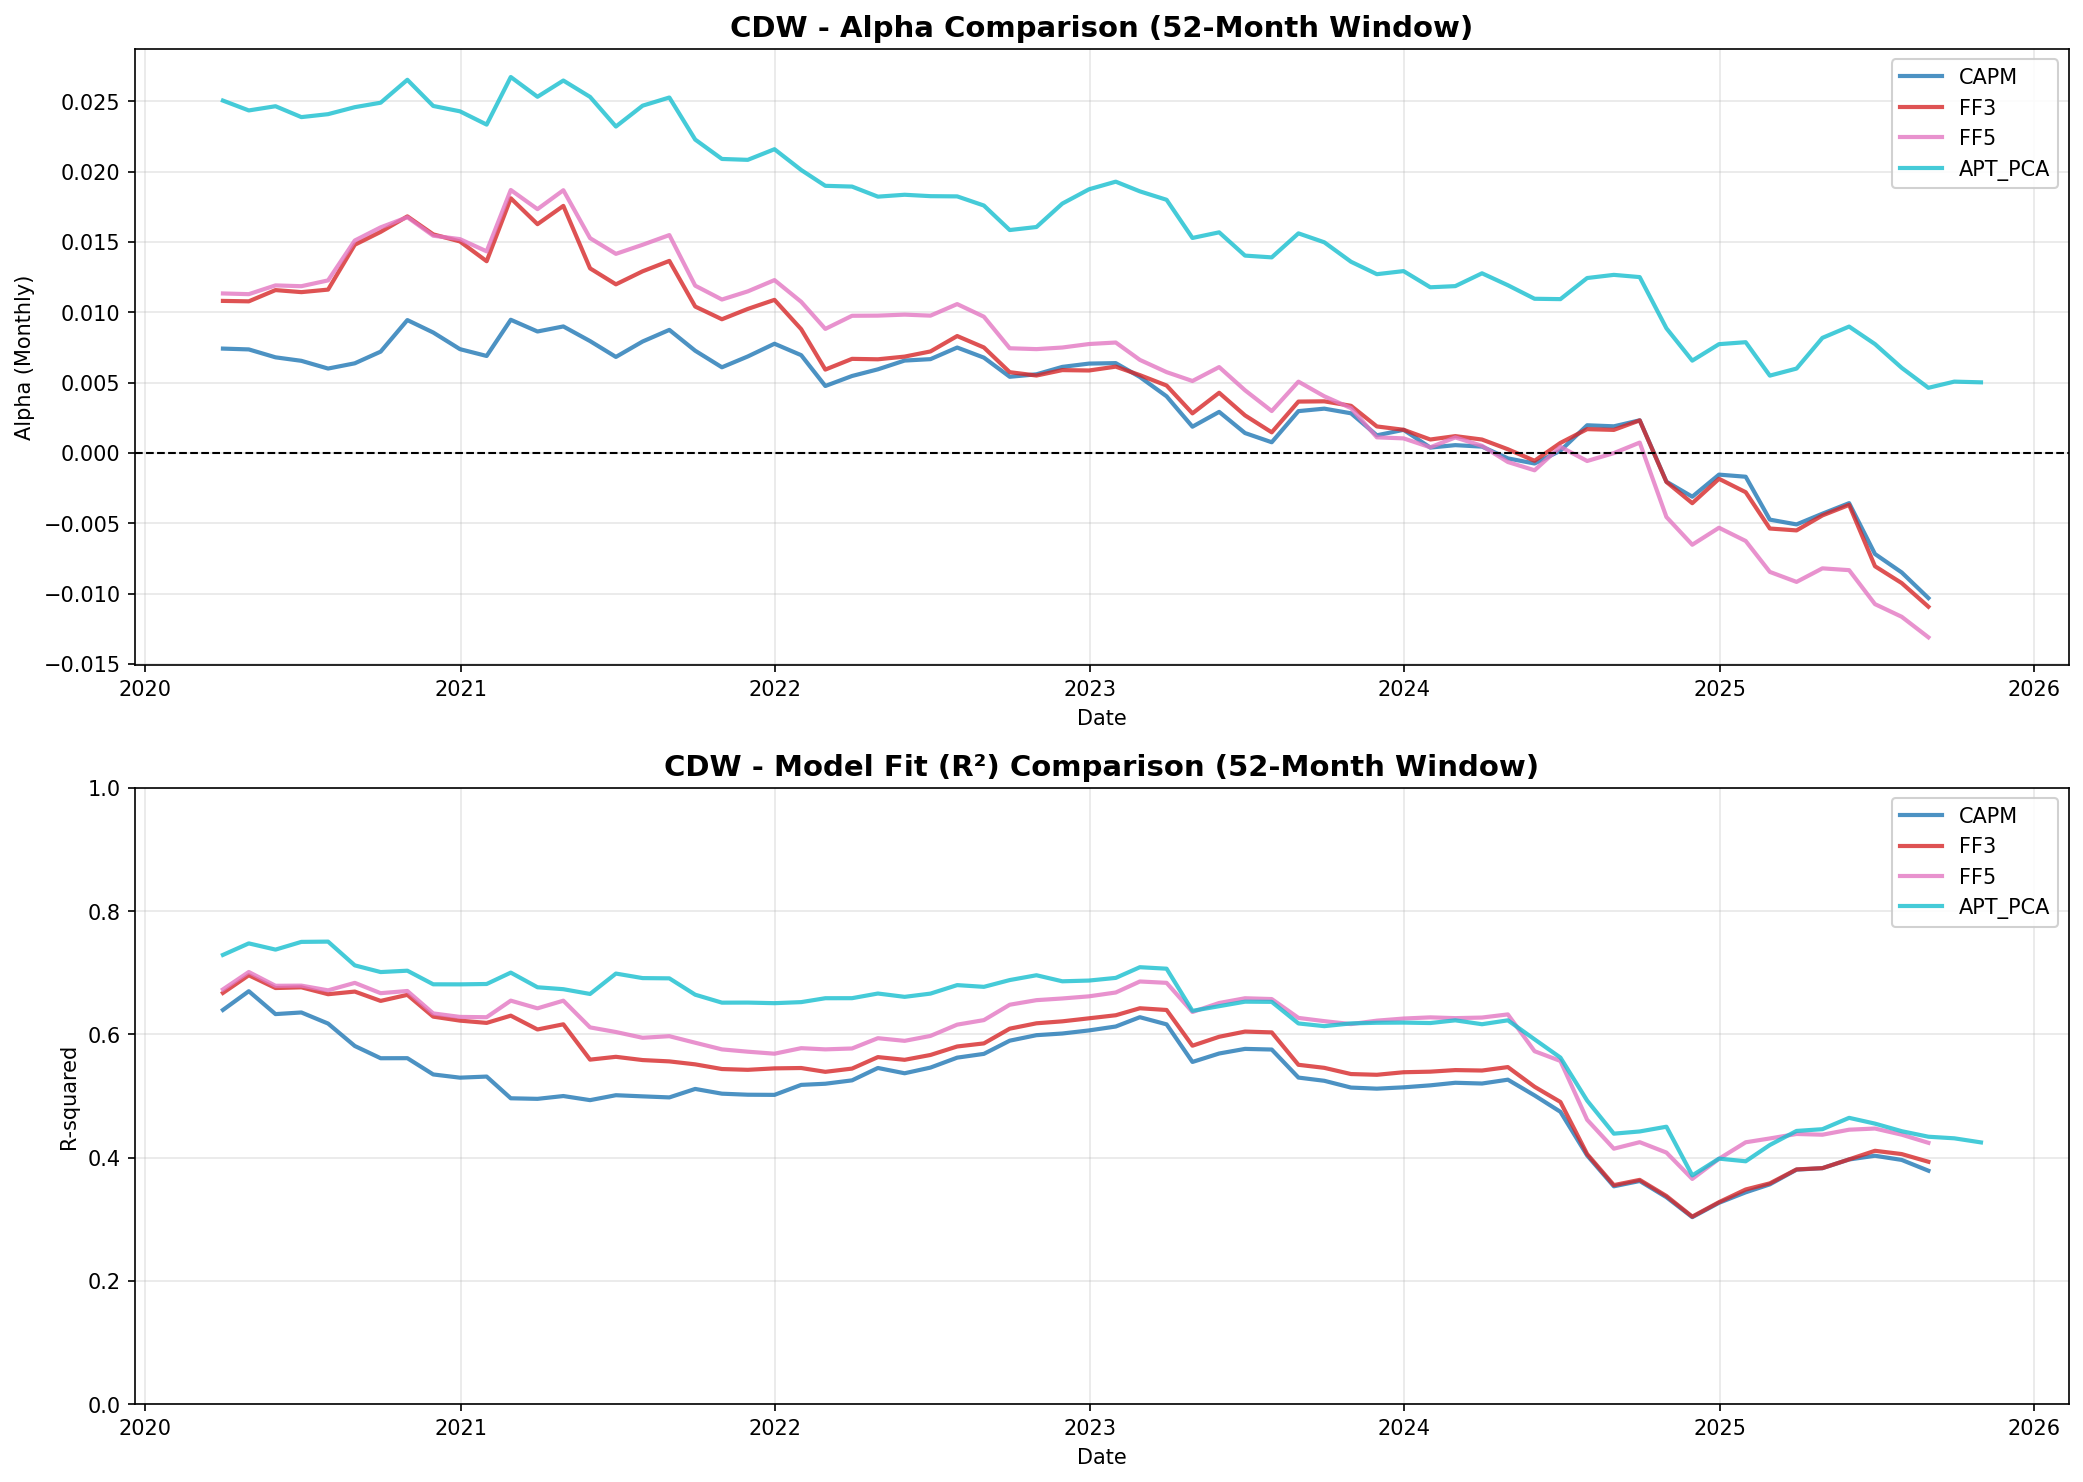 CDW - Alpha Comparison (52-Month Window)
CAPM
FF3
FF5
APT_PCA
Alpha (Monthly)
0.025
0.020
0.015
0.010
0.005
0.000
−0.005
−0.010
−0.015
2020 2021 2022 2023 2024 2025 2026
Date
CDW - Model Fit (R²) Comparison (52-Month Window)
CAPM
FF3
FF5
APT_PCA
R-squared
1.0
0.8
0.6
0.4
0.2
0.0
2020 2021 2022 2023 2024 2025 2026
Date